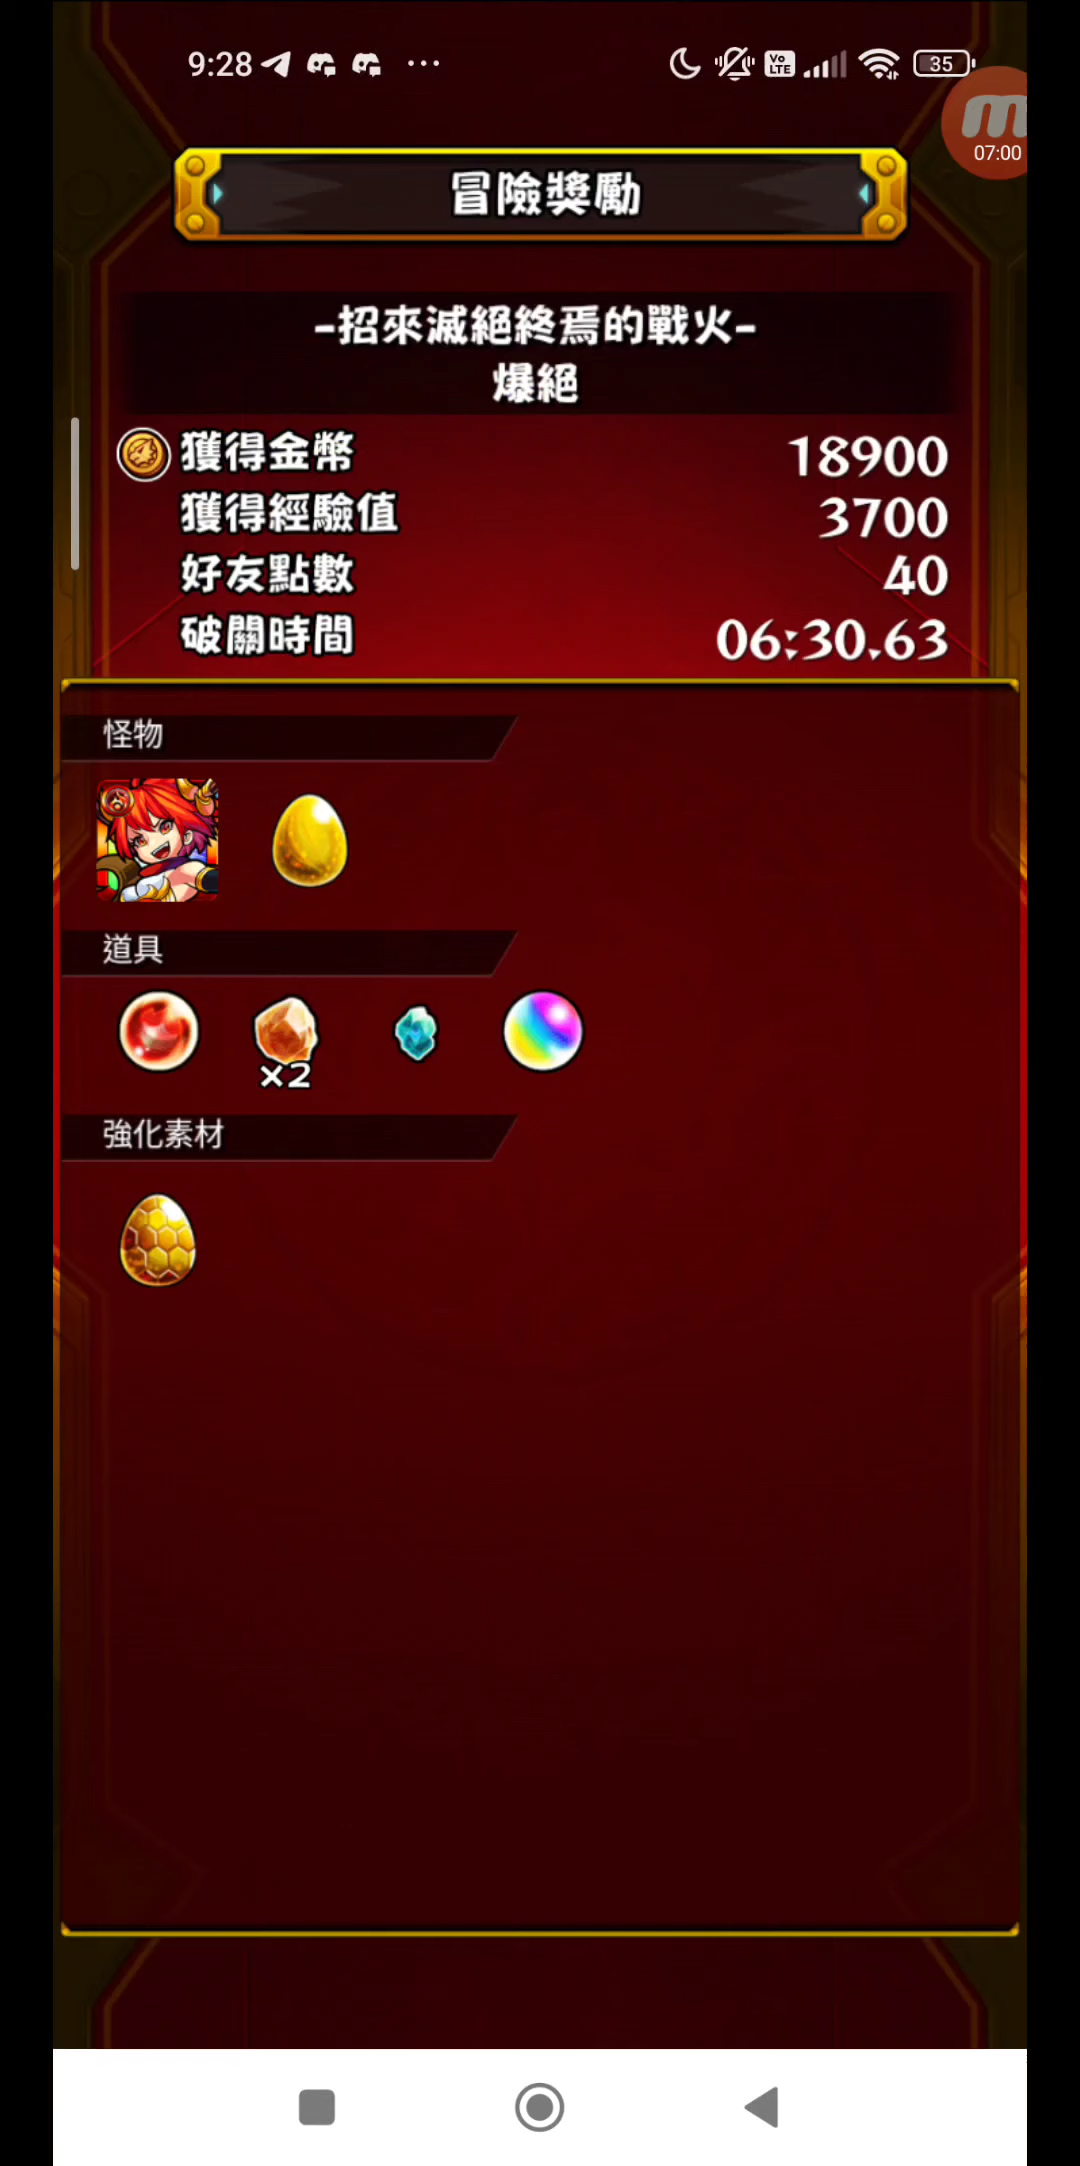 9:28
Vo
LTE
35
07:00
冒險獎勵
–招來滅絕終焉的戰火–
爆絕
獲得金幣 18900
獲得經驗值 3700
好友點數 40
破關時間 06:30.63
怪物
道具
×2
強化素材